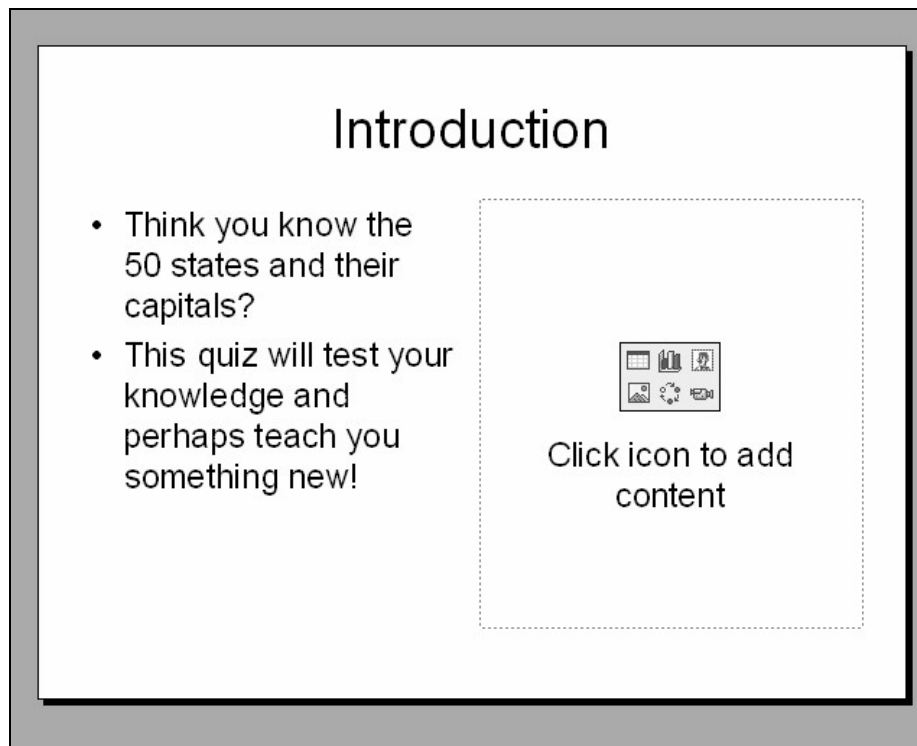 Introduction
• Think you know the
50 states and their
capitals?
• This quiz will test your
knowledge and
perhaps teach you
something new!
Click icon to add
content